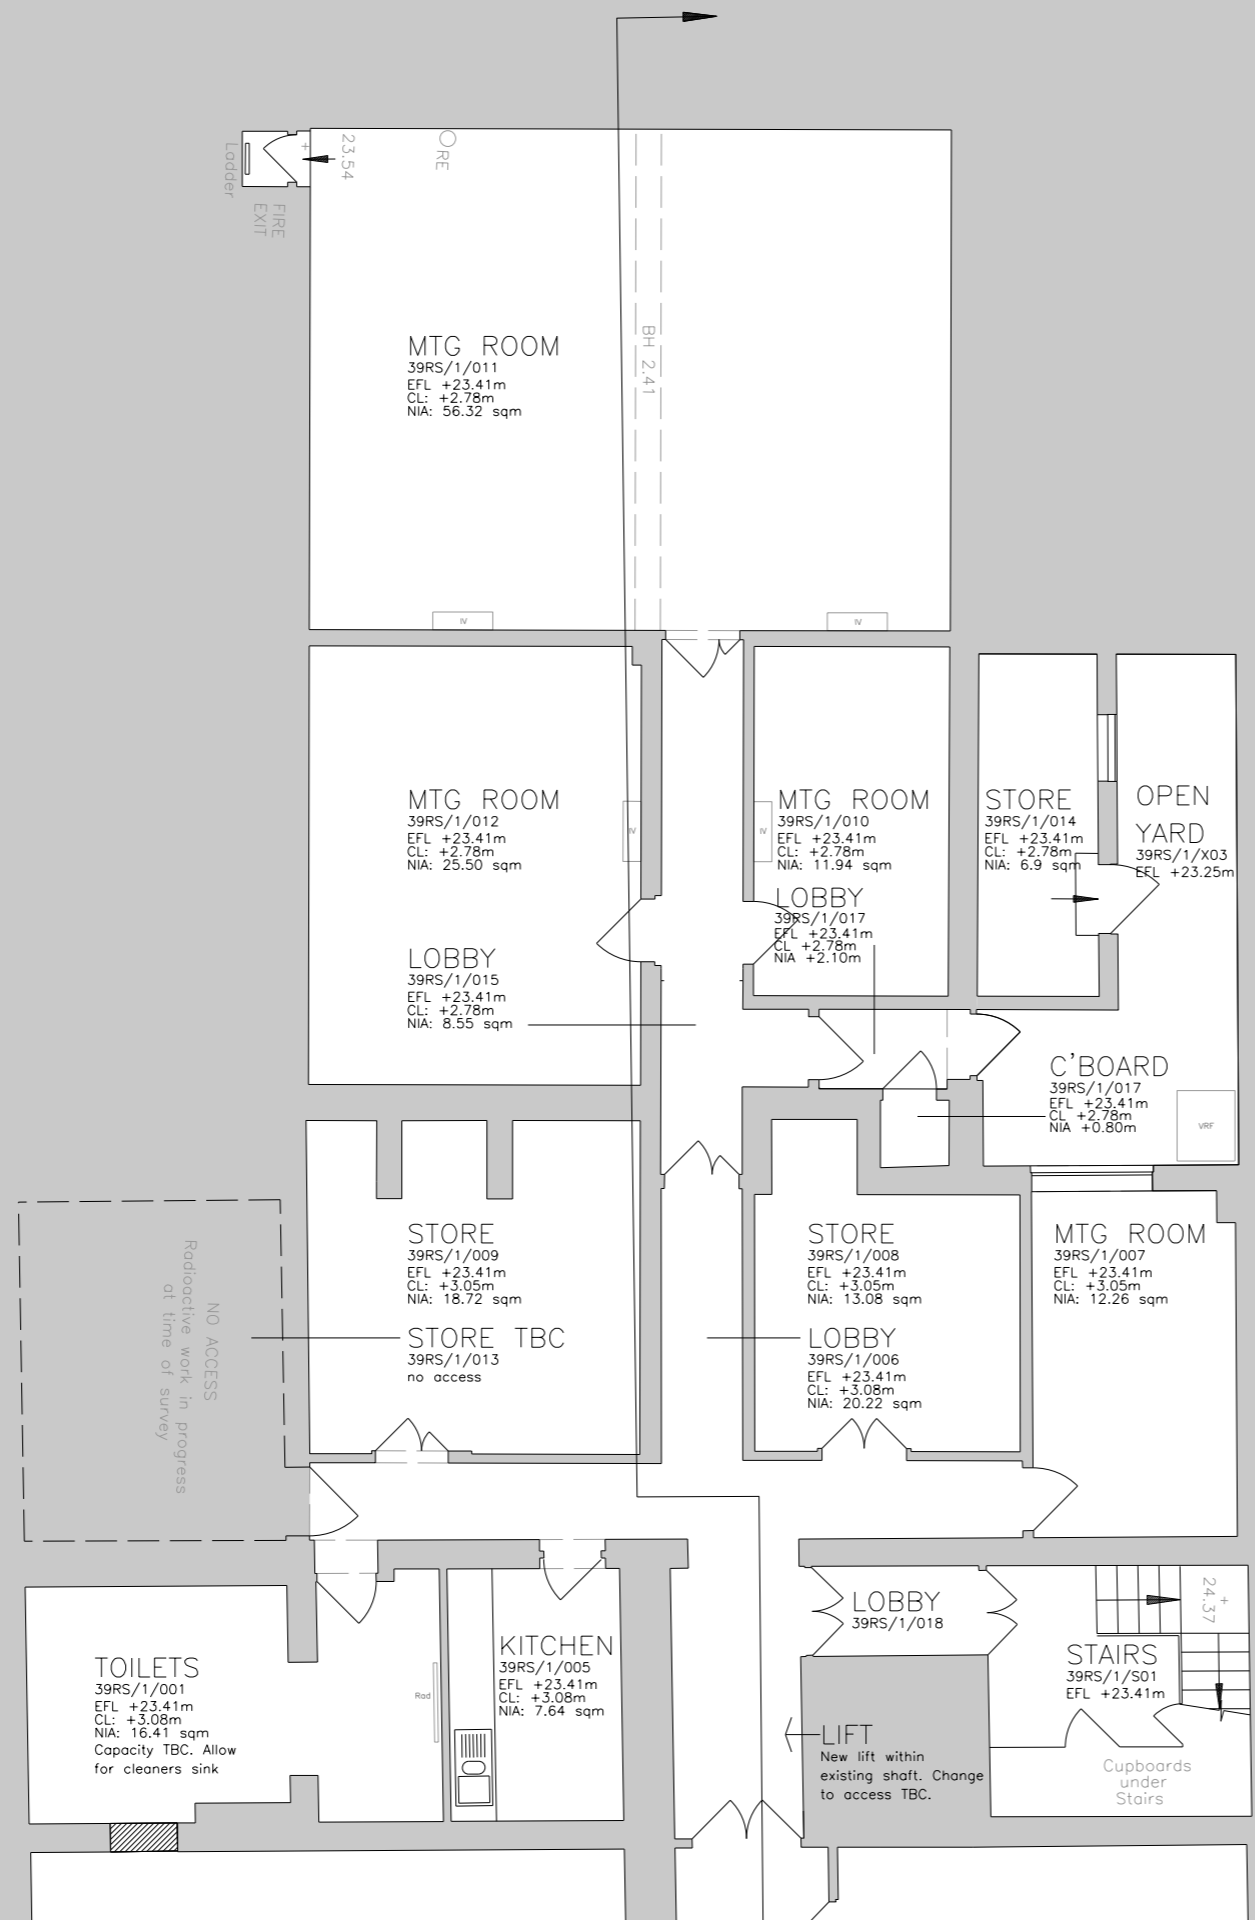 23.54
RE
Ladder
FIRE
EXIT
BH 2.41
MTG ROOM
39RS/1/011
EFL +23.41m
CL: +2.78m
NIA: 56.32 sqm
IV
IV
MTG ROOM
39RS/1/012
EFL +23.41m
CL: +2.78m
NIA: 25.50 sqm
IV
IV
MTG ROOM
39RS/1/010
EFL +23.41m
CL: +2.78m
NIA: 11.94 sqm
STORE
39RS/1/014
EFL +23.41m
CL: +2.78m
NIA: 6.9 sqm
OPEN
YARD
39RS/1/X03
EFL +23.25m
LOBBY
39RS/1/017
EFL +23.41m
CL +2.78m
NIA +2.10m
LOBBY
39RS/1/015
EFL +23.41m
CL: +2.78m
NIA: 8.55 sqm
C'BOARD
39RS/1/017
EFL +23.41m
CL +2.78m
NIA +0.80m
VRF
STORE
39RS/1/009
EFL +23.41m
CL: +3.05m
NIA: 18.72 sqm
STORE
39RS/1/008
EFL +23.41m
CL: +3.05m
NIA: 13.08 sqm
MTG ROOM
39RS/1/007
EFL +23.41m
CL: +3.05m
NIA: 12.26 sqm
NO ACCESS
Radioactive work in progress
at time of survey
STORE TBC
39RS/1/013
no access
LOBBY
39RS/1/006
EFL +23.41m
CL: +3.08m
NIA: 20.22 sqm
LOBBY
39RS/1/018
24.37
STAIRS
39RS/1/S01
EFL +23.41m
KITCHEN
39RS/1/005
EFL +23.41m
CL: +3.08m
NIA: 7.64 sqm
TOILETS
39RS/1/001
EFL +23.41m
CL: +3.08m
NIA: 16.41 sqm
Capacity TBC. Allow
for cleaners sink
Rad
LIFT
New lift within
existing shaft. Change
to access TBC.
Cupboards
under
Stairs